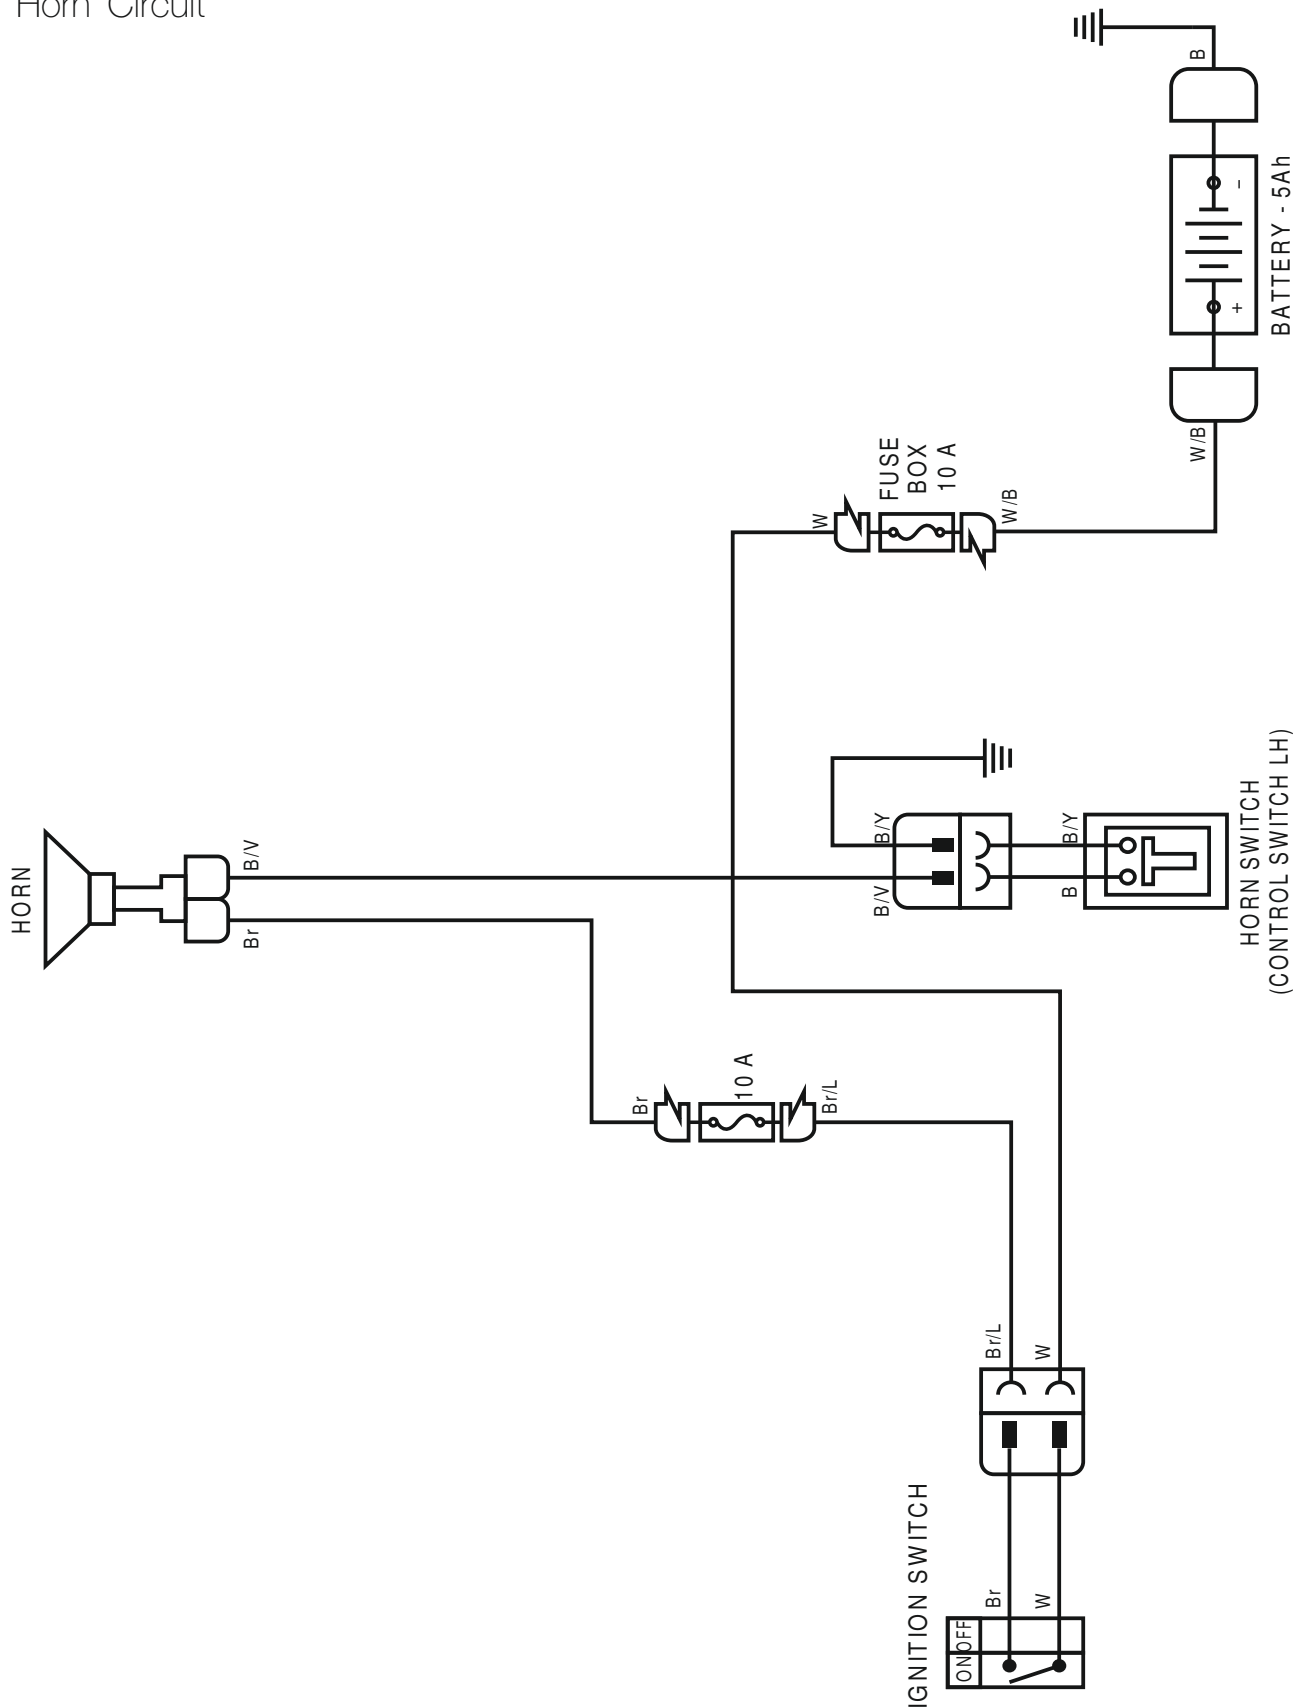 Horn Circuit
B
BATTERY - 5Ah
-
+
W/B
FUSE
BOX
10 A
W
W/B
HORN
B/V
Br
B/Y
B/V
B/Y
B
HORN SWITCH
(CONTROL SWITCH LH)
Br
10 A
Br/L
Br/L
W
IGNITION SWITCH
Br
W
OFF
ON